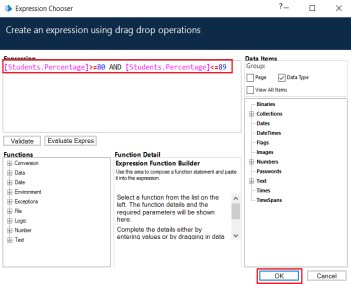 Expression Chooser
?
Create an expression using drag drop operations
Expression
[Students.Percentage]>=80 AND [Students.Percentage]<=89
Validate
Evaluate Expres
Functions
Conversion
Data
Date
Environment
Exceptions
File
Logic
Number
Text
Function Detail
Expression Function Builder
Use this area to compose a function statement and paste
it into the expression.
Select a function from the list on the
left. The function details and the
required parameters will be shown
here.
Complete the details either by
entering values or by dragging in data
Data Items
Group:
Page
Data Type
View All Items
Binaries
Collections
Dates
DateTimes
Flags
Images
Numbers
Passwords
Text
Times
TimeSpans
OK
Cancel